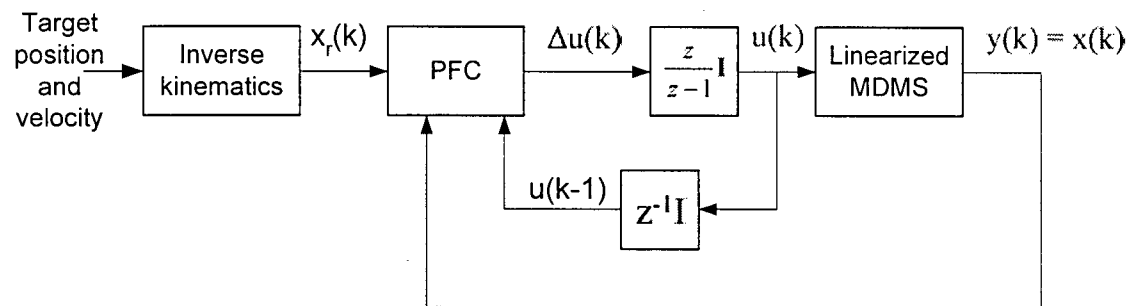 Target
position
and
velocity
Inverse
kinematics
xᵣ(k)
PFC
Δu(k)
z
z−1
I
u(k)
Linearized
MDMS
y(k) = x(k)
u(k-1)
z⁻¹I